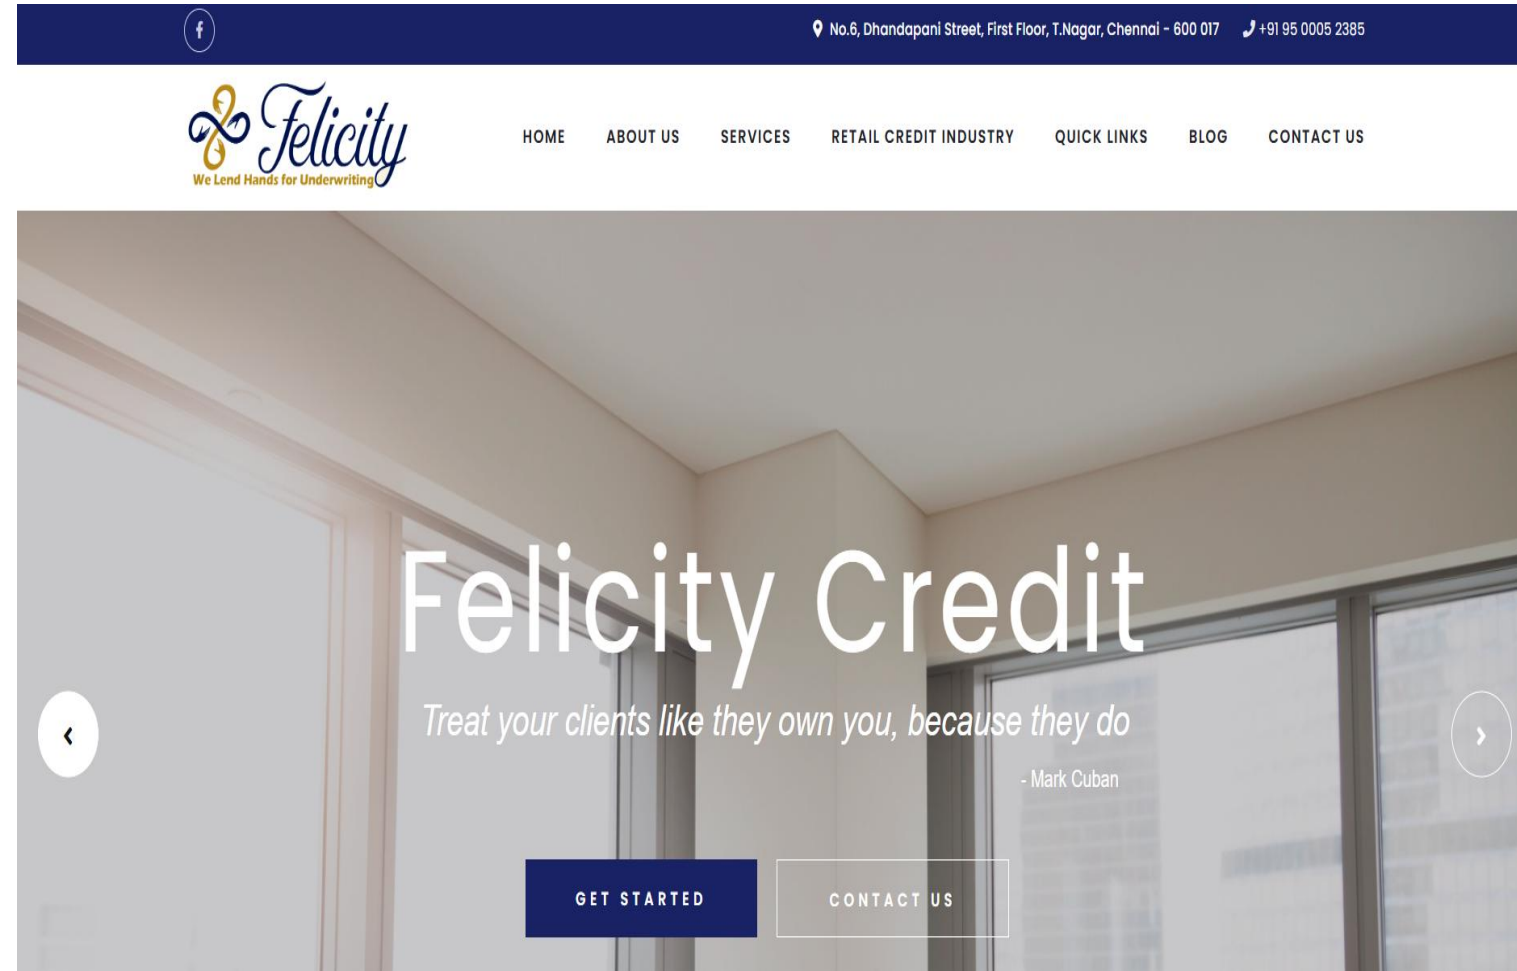 No.6, Dhandapani Street, First Floor, T.Nagar, Chennai - 600 017 +91 95 0005 2385
Felicity
We Lend Hands for Underwriting
HOME ABOUT US SERVICES RETAIL CREDIT INDUSTRY QUICK LINKS BLOG CONTACT US
Felicity Credit
Treat your clients like they own you, because they do
- Mark Cuban
GET STARTED CONTACT US